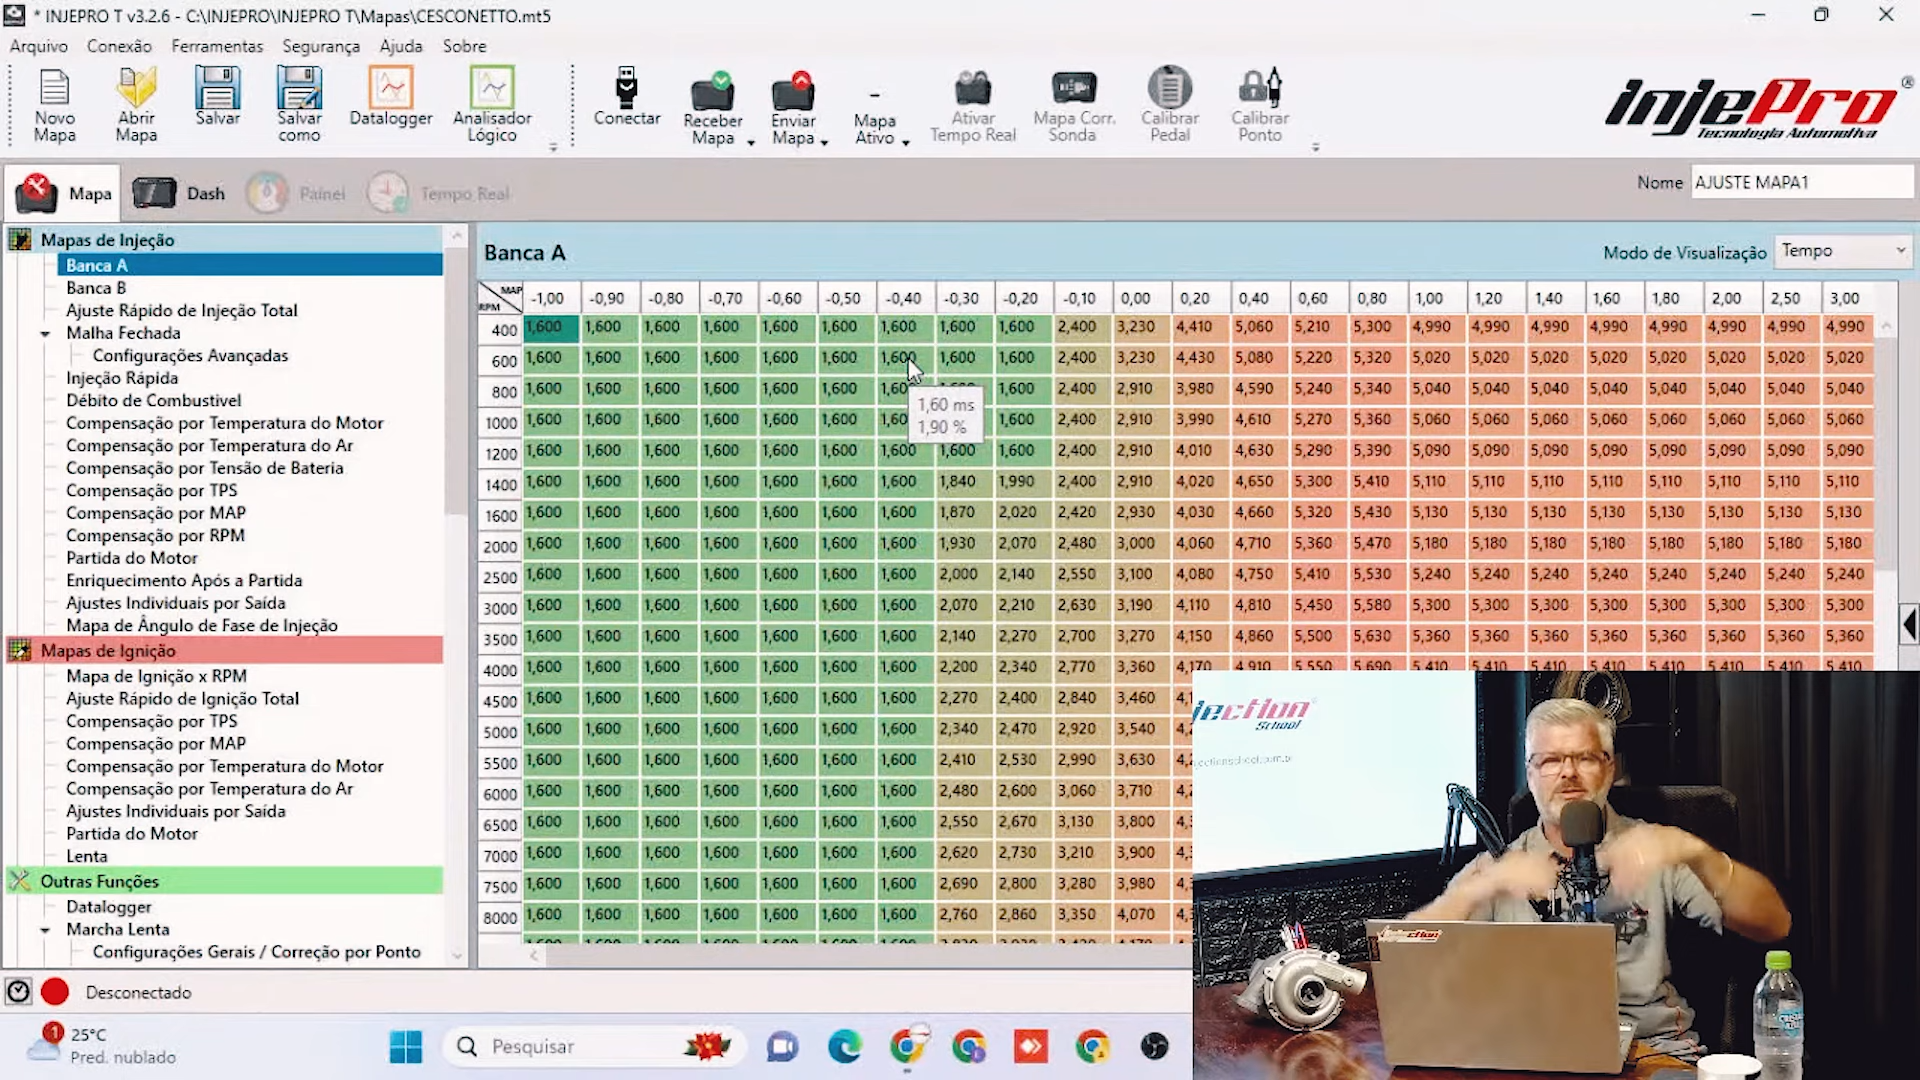 * INJEPRO T v3.2.6 - C:\INJEPRO\INJEPRO T\Mapas\CESCONETTO.mt5
Arquivo Conexão Ferramentas Segurança Ajuda Sobre
Novo Mapa
Abrir Mapa
Salvar
Salvar como
Datalogger
Analisador Lógico
Conectar
Receber Mapa
Enviar Mapa
Mapa Ativo
Ativar Tempo Real
Mapa Corr. Sonda
Calibrar Pedal
Calibrar Ponto
injePro
Tecnologia Automotiva
Mapa Dash Painel Tempo Real
Nome AJUSTE MAPA1
Mapas de Injeção
Banca A
Banca B
Ajuste Rápido de Injeção Total
Malha Fechada
Configurações Avançadas
Injeção Rápida
Débito de Combustivel
Compensação por Temperatura do Motor
Compensação por Temperatura do Ar
Compensação por Tensão de Bateria
Compensação por TPS
Compensação por MAP
Compensação por RPM
Partida do Motor
Enriquecimento Após a Partida
Ajustes Individuais por Saída
Mapa de Ângulo de Fase de Injeção
Mapas de Ignição
Mapa de Ignição x RPM
Ajuste Rápido de Ignição Total
Compensação por TPS
Compensação por MAP
Compensação por Temperatura do Motor
Compensação por Temperatura do Ar
Ajustes Individuais por Saída
Partida do Motor
Lenta
Outras Funções
Datalogger
Marcha Lenta
Configurações Gerais / Correção por Ponto
Banca A
Modo de Visualização Tempo
MAP
RPM
-1,00 -0,90 -0,80 -0,70 -0,60 -0,50 -0,40 -0,30 -0,20 -0,10 0,00 0,20 0,40 0,60 0,80 1,00 1,20 1,40 1,60 1,80 2,00 2,50 3,00
400 1,600 1,600 1,600 1,600 1,600 1,600 1,600 1,600 1,600 2,400 3,230 4,410 5,060 5,210 5,300 4,990 4,990 4,990 4,990 4,990 4,990 4,990 4,990
600 1,600 1,600 1,600 1,600 1,600 1,600 1,600 1,600 1,600 2,400 3,230 4,430 5,080 5,220 5,320 5,020 5,020 5,020 5,020 5,020 5,020 5,020 5,020
800 1,600 1,600 1,600 1,600 1,600 1,600 1,600 1,600 2,400 2,910 3,980 4,590 5,240 5,340 5,040 5,040 5,040 5,040 5,040 5,040 5,040 5,040
1000 1,600 1,600 1,600 1,600 1,600 1,600 1,60 1,600 2,400 2,910 3,990 4,610 5,270 5,360 5,060 5,060 5,060 5,060 5,060 5,060 5,060 5,060
1200 1,600 1,600 1,600 1,600 1,600 1,600 1,600 1,600 1,600 2,400 2,910 4,010 4,630 5,290 5,390 5,090 5,090 5,090 5,090 5,090 5,090 5,090 5,090
1400 1,600 1,600 1,600 1,600 1,600 1,600 1,600 1,840 1,990 2,400 2,910 4,020 4,650 5,300 5,410 5,110 5,110 5,110 5,110 5,110 5,110 5,110 5,110
1600 1,600 1,600 1,600 1,600 1,600 1,600 1,600 1,870 2,020 2,420 2,930 4,030 4,660 5,320 5,430 5,130 5,130 5,130 5,130 5,130 5,130 5,130 5,130
2000 1,600 1,600 1,600 1,600 1,600 1,600 1,600 1,930 2,070 2,480 3,000 4,060 4,710 5,360 5,470 5,180 5,180 5,180 5,180 5,180 5,180 5,180 5,180
2500 1,600 1,600 1,600 1,600 1,600 1,600 1,600 2,000 2,140 2,550 3,100 4,080 4,750 5,410 5,530 5,240 5,240 5,240 5,240 5,240 5,240 5,240 5,240
3000 1,600 1,600 1,600 1,600 1,600 1,600 1,600 2,070 2,210 2,630 3,190 4,110 4,810 5,450 5,580 5,300 5,300 5,300 5,300 5,300 5,300 5,300 5,300
3500 1,600 1,600 1,600 1,600 1,600 1,600 1,600 2,140 2,270 2,700 3,270 4,150 4,860 5,500 5,630 5,360 5,360 5,360 5,360 5,360 5,360 5,360 5,360
4000 1,600 1,600 1,600 1,600 1,600 1,600 1,600 2,200 2,340 2,770 3,360 4,170 4,910 5,550 5,690 5,410 5,410 5,410 5,410 5,410 5,410 5,410 5,410
4500 1,600 1,600 1,600 1,600 1,600 1,600 1,600 2,270 2,400 2,840 3,460
5000 1,600 1,600 1,600 1,600 1,600 1,600 1,600 2,340 2,470 2,920 3,540
5500 1,600 1,600 1,600 1,600 1,600 1,600 1,600 2,410 2,530 2,990 3,630
6000 1,600 1,600 1,600 1,600 1,600 1,600 1,600 2,480 2,600 3,060 3,710
6500 1,600 1,600 1,600 1,600 1,600 1,600 1,600 2,550 2,670 3,130 3,800
7000 1,600 1,600 1,600 1,600 1,600 1,600 1,600 2,620 2,730 3,210 3,900
7500 1,600 1,600 1,600 1,600 1,600 1,600 1,600 2,690 2,800 3,280 3,980
8000 1,600 1,600 1,600 1,600 1,600 1,600 1,600 2,760 2,860 3,350 4,070
1,60 ms
1,90 %
jection
School
Desconectado
1
25°C
Pred. nublado
Pesquisar